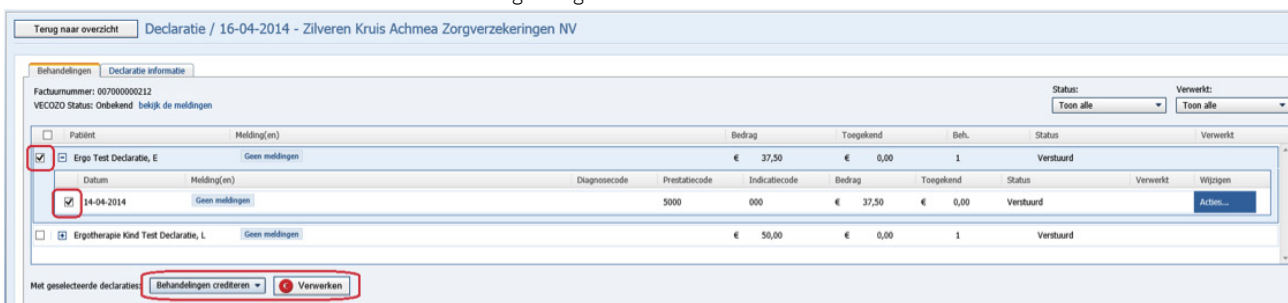 Terug naar overzicht Declaratie / 16-04-2014 - Zilveren Kruis Achmea Zorgverzekeringen NV
Behandelingen Declaratie informatie
Factuurnummer: 007000000212 Status: Verwerkt:
VECOZO Status: Onbekend bekijk de meldingen Toon alle Toon alle
Patiënt Melding(en) Bedrag Toegekend Beh. Status Verwerkt
Ergo Test Declaratie, E Geen meldingen € 37,50 € 0,00 1 Verstuurd
Datum Melding(en) Diagnosecode Prestatiecode Indicatiecode Bedrag Toegekend Status Verwerkt Wijzigen
14-04-2014 Geen meldingen 5000 000 € 37,50 € 0,00 Verstuurd Acties...
Ergotherapie Kind Test Declaratie, L Geen meldingen € 50,00 € 0,00 1 Verstuurd
Met geselecteerde declaraties: Behandelingen crediteren Verwerken